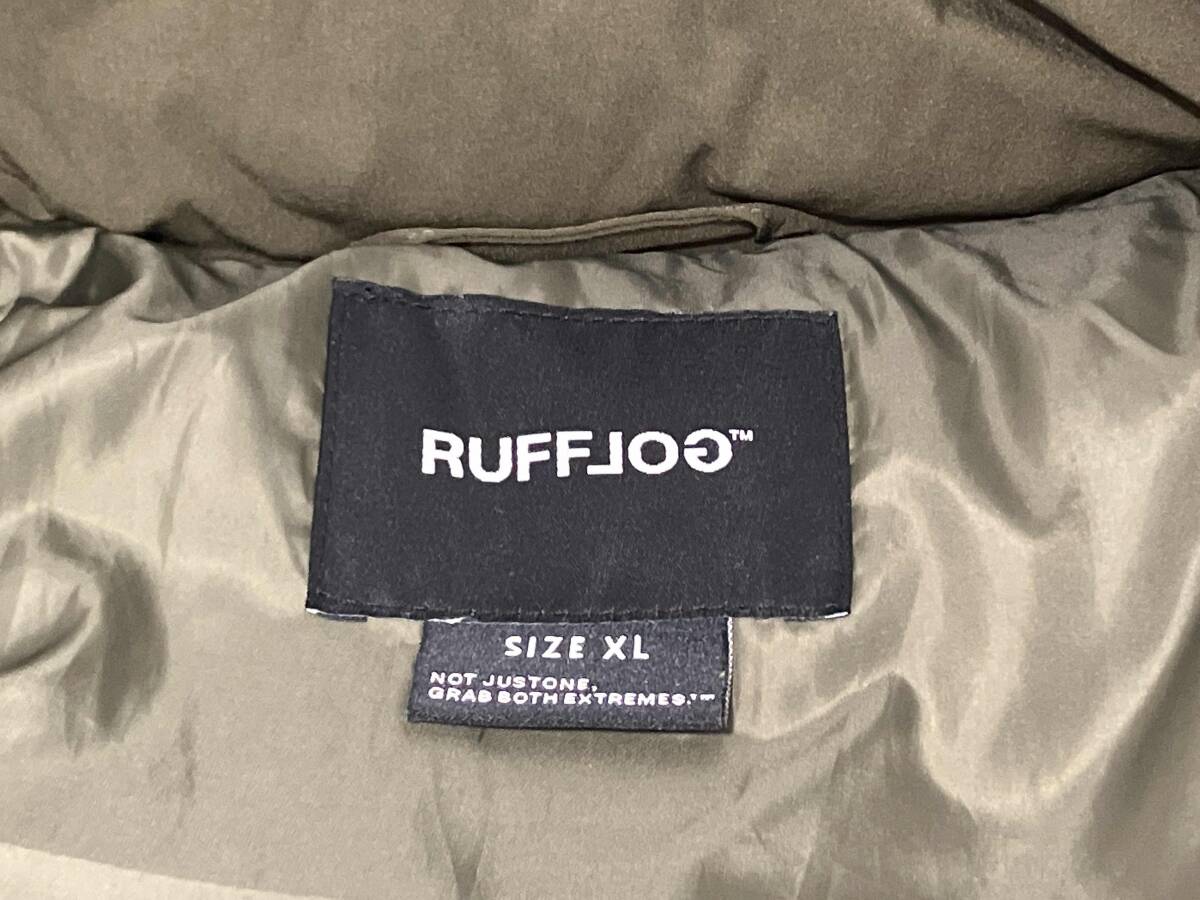 RUFFLOG™
SIZE XL
NOT JUSTONE,
GRAB BOTH EXTREMES.™